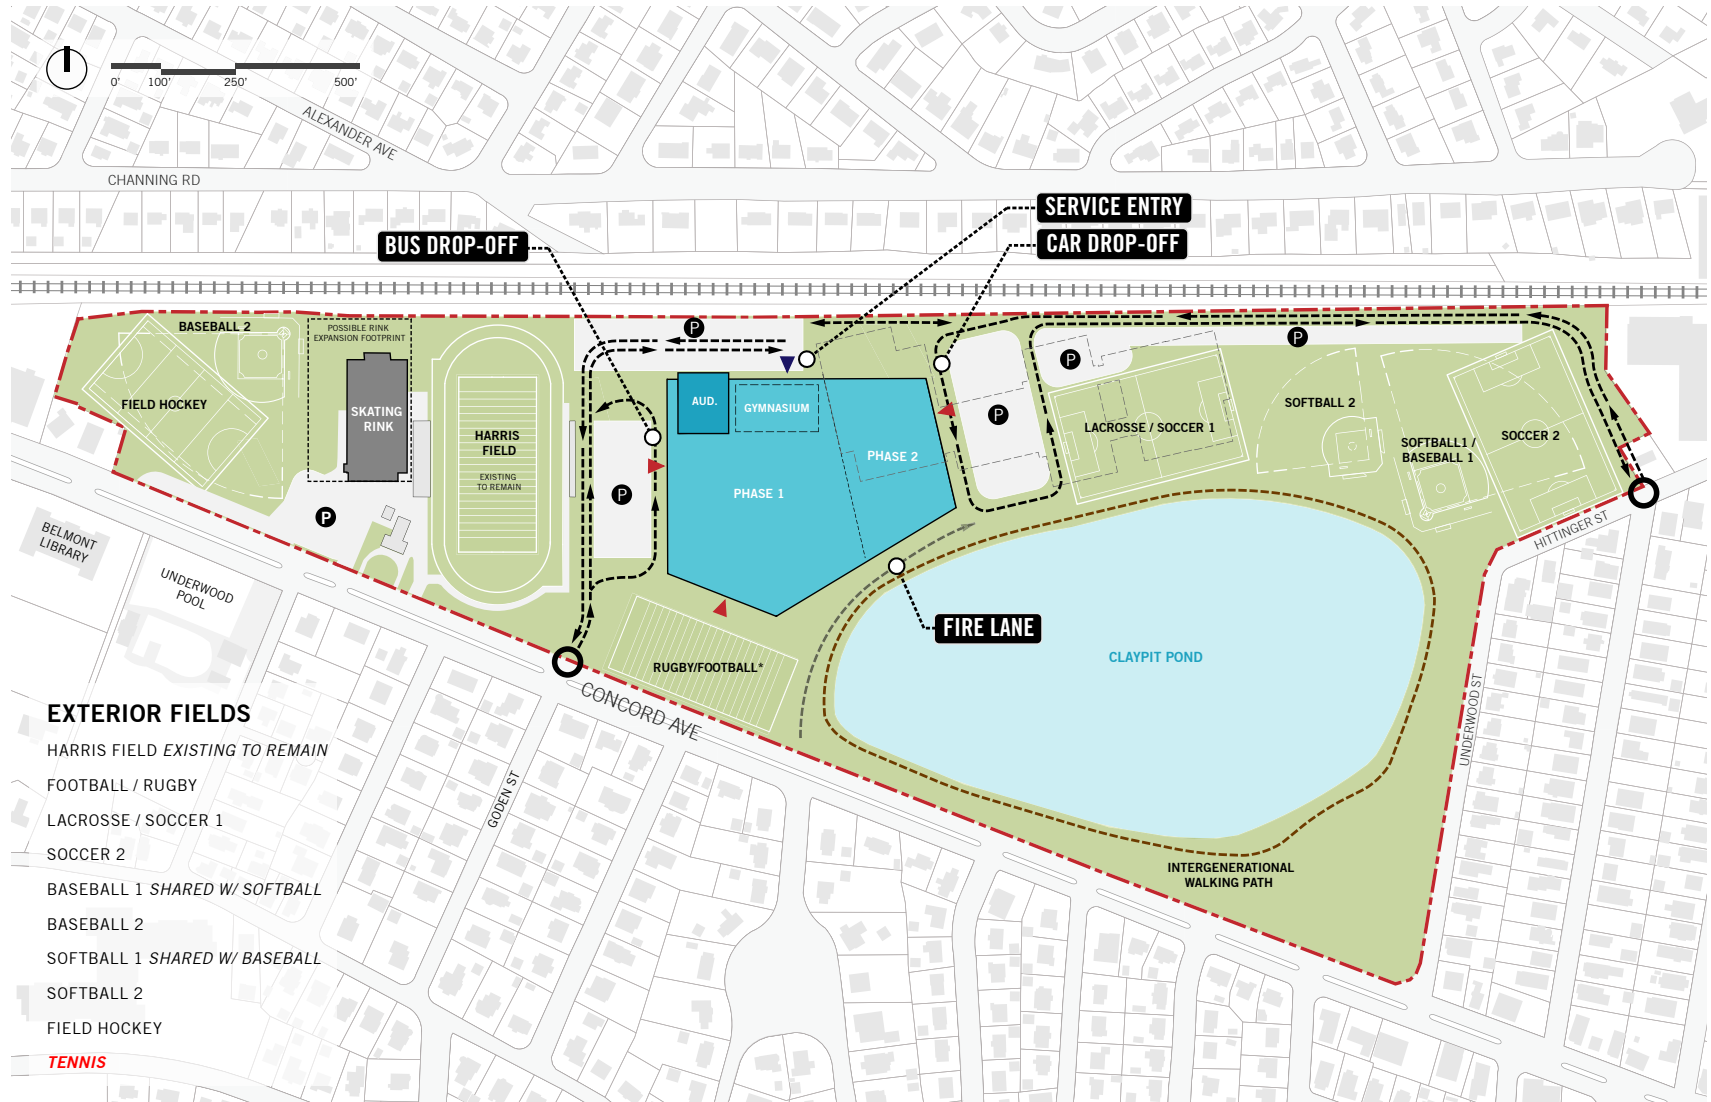 0'
100'
250'
500'
ALEXANDER AVE
CHANNING RD
SERVICE ENTRY
BUS DROP-OFF
CAR DROP-OFF
BASEBALL 2
POSSIBLE RINK
EXPANSION FOOTPRINT
P
P
P
FIELD HOCKEY
SKATING
RINK
AUD.
GYMNASIUM
P
LACROSSE / SOCCER 1
SOFTBALL 2
HARRIS
FIELD
SOFTBALL1 /
BASEBALL 1
SOCCER 2
PHASE 2
EXISTING
TO REMAIN
P
PHASE 1
P
BELMONT
LIBRARY
HITTINGER ST
UNDERWOOD
POOL
FIRE LANE
RUGBY/FOOTBALL*
CLAYPIT POND
CONCORD AVE
UNDERWOOD ST
GODEN ST
INTERGENERATIONAL
WALKING PATH
EXTERIOR FIELDS
HARRIS FIELD EXISTING TO REMAIN
FOOTBALL / RUGBY
LACROSSE / SOCCER 1
SOCCER 2
BASEBALL 1 SHARED W/ SOFTBALL
BASEBALL 2
SOFTBALL 1 SHARED W/ BASEBALL
SOFTBALL 2
FIELD HOCKEY
TENNIS